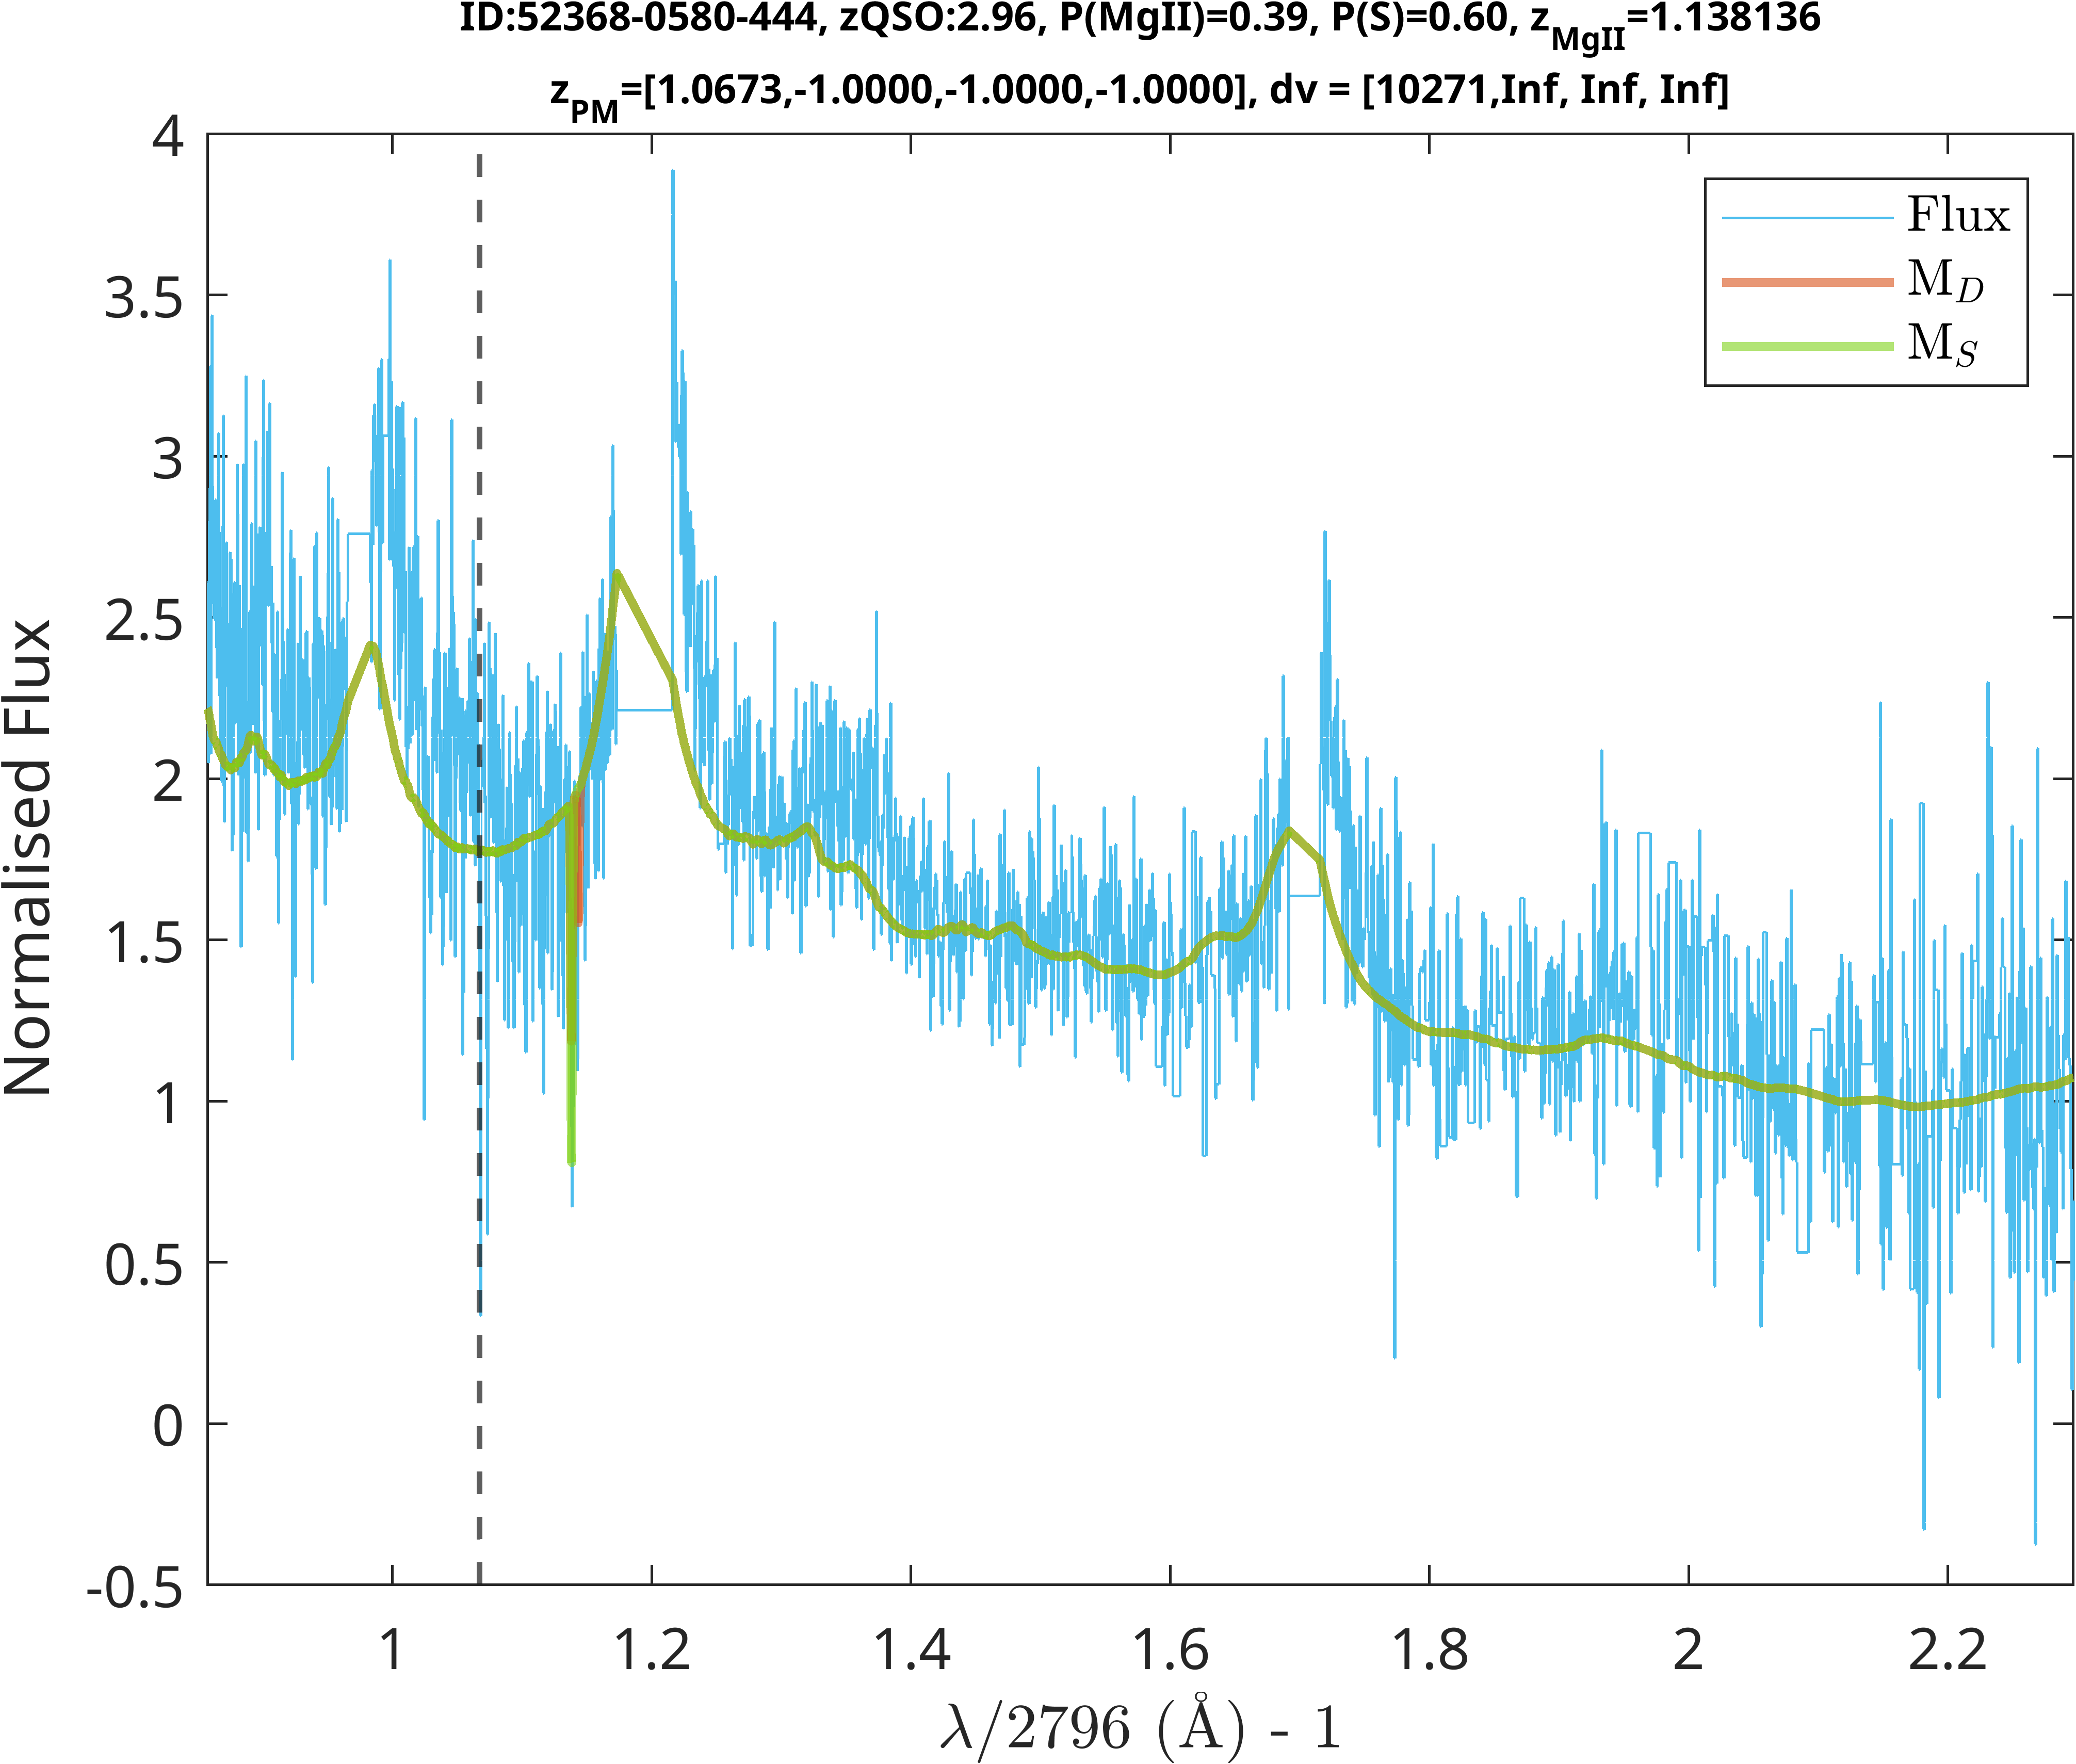 ID:52368-0580-444, zQSO:2.96, P(MgII)=0.39, P(S)=0.60, zMgII=1.138136
zPM=[1.0673,-1.0000,-1.0000,-1.0000], dv = [10271,Inf, Inf, Inf]
4
3.5
3
2.5
2
1.5
1
0.5
0
-0.5
Normalised Flux
Flux
MD
MS
1
1.2
1.4
1.6
1.8
2
2.2
λ/2796 (Å) - 1